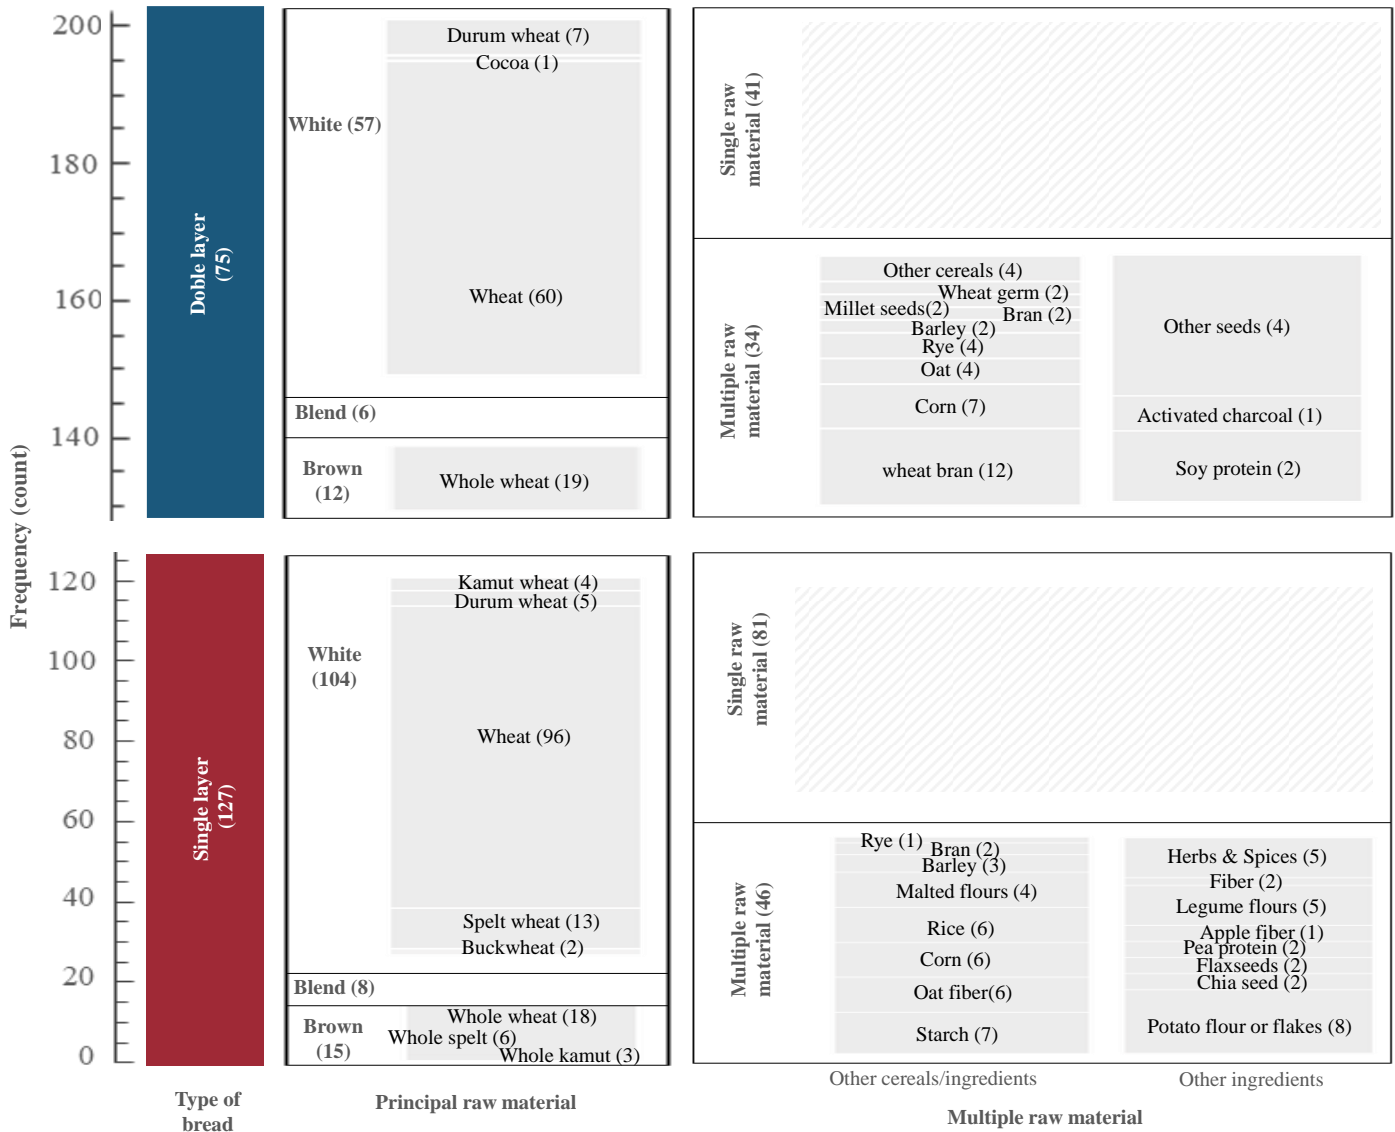 Frequency (count)
200
180
160
140
120
100
80
60
40
20
0
Doble layer
(75)
White (57)
Durum wheat (7)
Cocoa (1)
Wheat (60)
Blend (6)
Brown
(12)
Whole wheat (19)
Single raw
material (41)
Multiple raw
material (34)
Other cereals (4)
Wheat germ (2)
Millet seeds(2)
Bran (2)
Barley (2)
Rye (4)
Oat (4)
Corn (7)
wheat bran (12)
Other seeds (4)
Activated charcoal (1)
Soy protein (2)
Single layer
(127)
White
(104)
Kamut wheat (4)
Durum wheat (5)
Wheat (96)
Spelt wheat (13)
Buckwheat (2)
Blend (8)
Brown
(15)
Whole wheat (18)
Whole spelt (6)
Whole kamut (3)
Single raw
material (81)
Multiple raw
material (46)
Rye (1)
Bran (2)
Barley (3)
Malted flours (4)
Rice (6)
Corn (6)
Oat fiber(6)
Starch (7)
Herbs & Spices (5)
Fiber (2)
Legume flours (5)
Apple fiber (1)
Pea protein (2)
Flaxseeds (2)
Chia seed (2)
Potato flour or flakes (8)
Other cereals/ingredients
Other ingredients
Type of
bread
Principal raw material
Multiple raw material